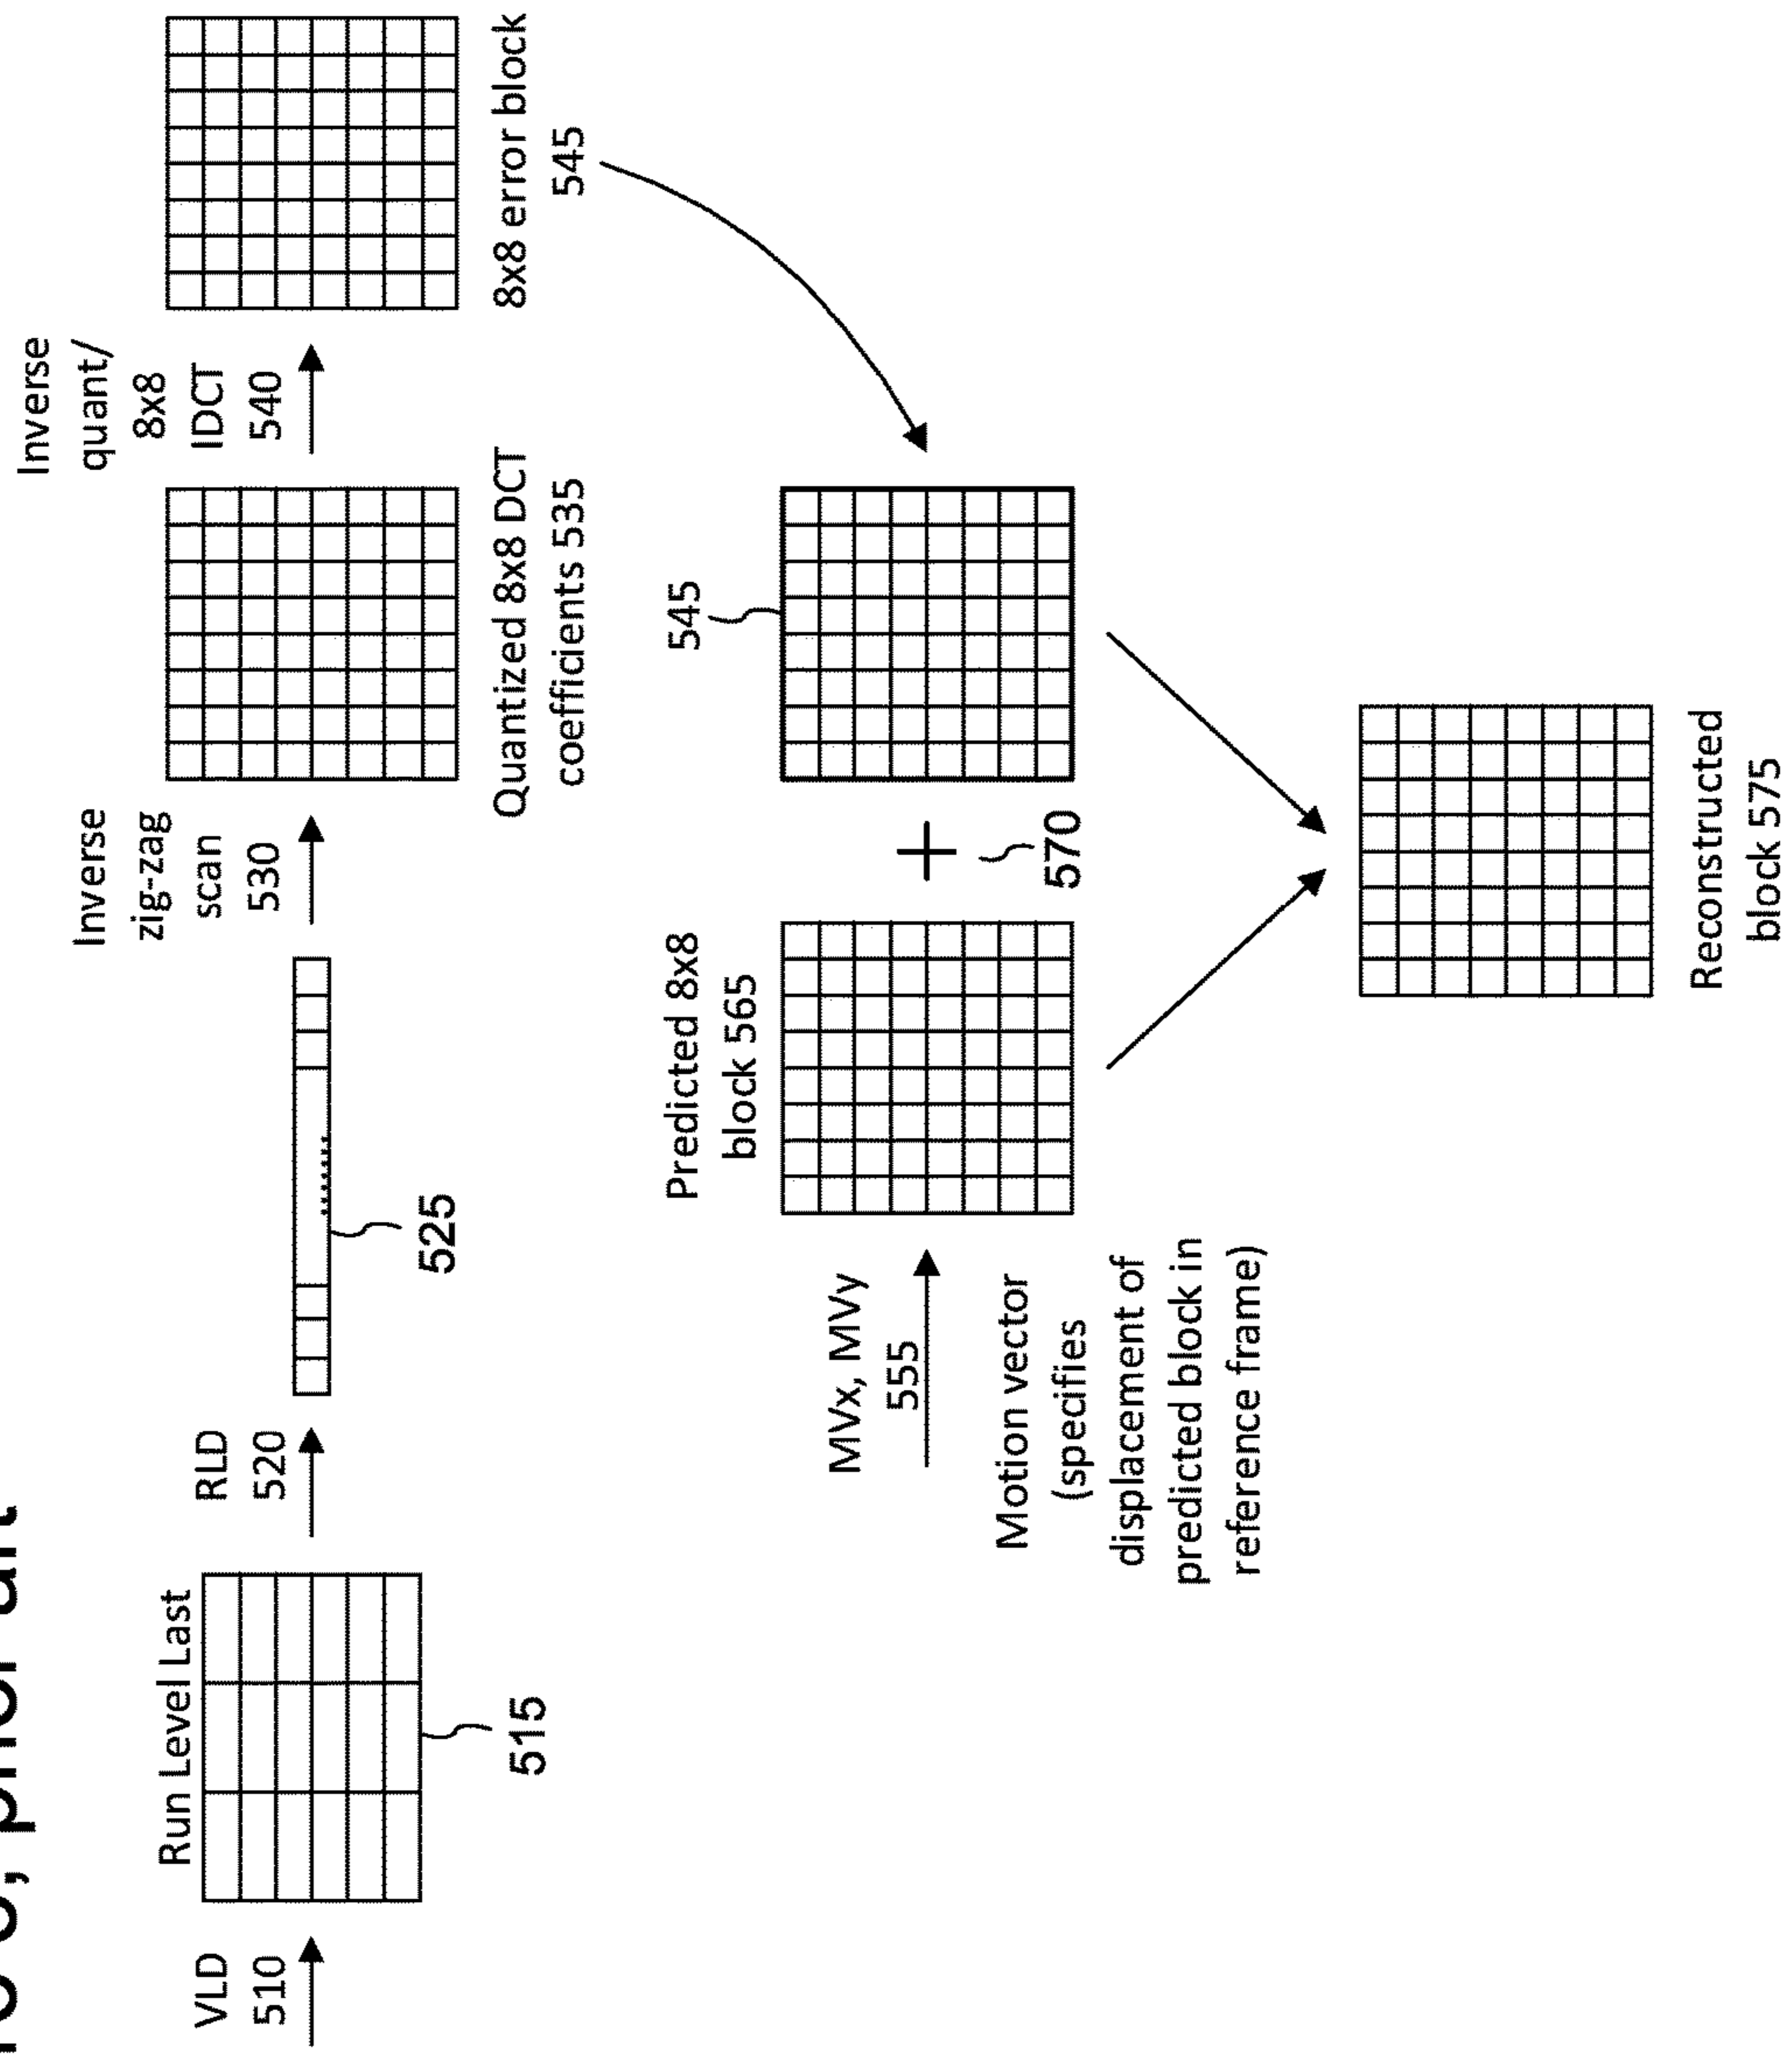 prior art
VLD
510
Run Level Last
515
RLD
520
525
Inverse
zig-zag
scan
530
Quantized 8x8 DCT
coefficients 535
Inverse
quant/
8x8
IDCT
540
8x8 error block
545
MVx, MVy
555
Motion vector
(specifies
displacement of
predicted block in
reference frame)
Predicted 8x8
block 565
570
545
Reconstructed
block 575